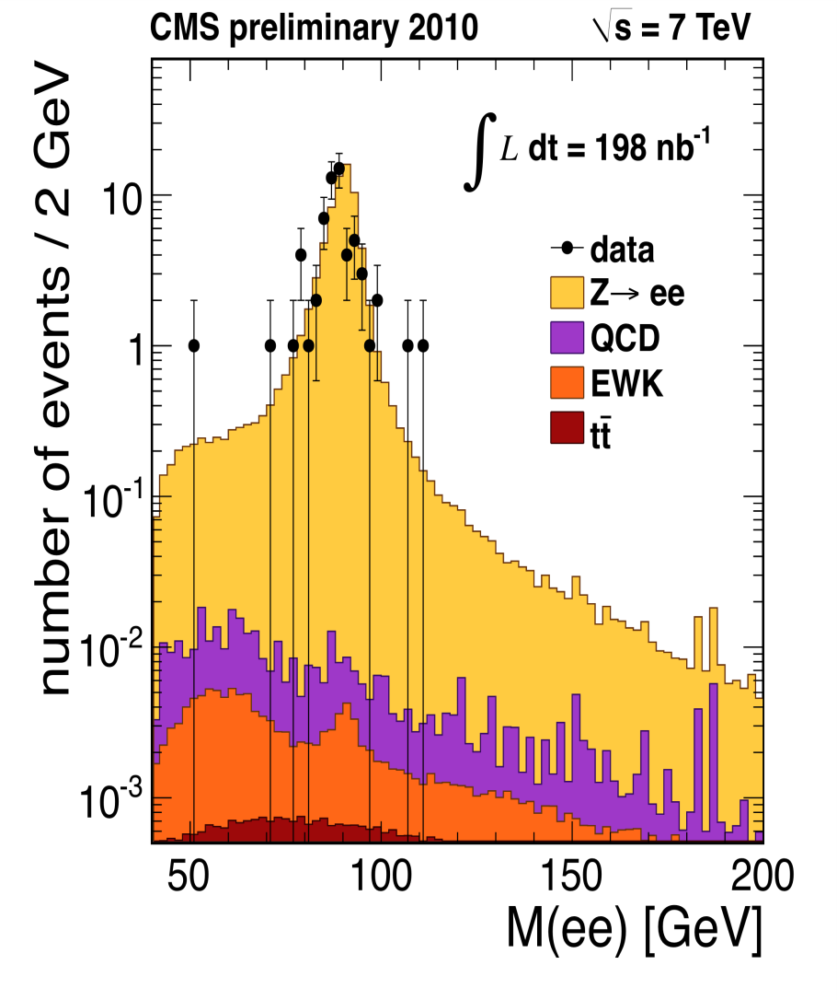 CMS preliminary 2010 √s = 7 TeV
∫ L dt = 198 nb⁻¹
data
Z→ ee
QCD
EWK
tt̄
number of events / 2 GeV
10
1
10⁻¹
10⁻²
10⁻³
50 100 150 200
M(ee) [GeV]